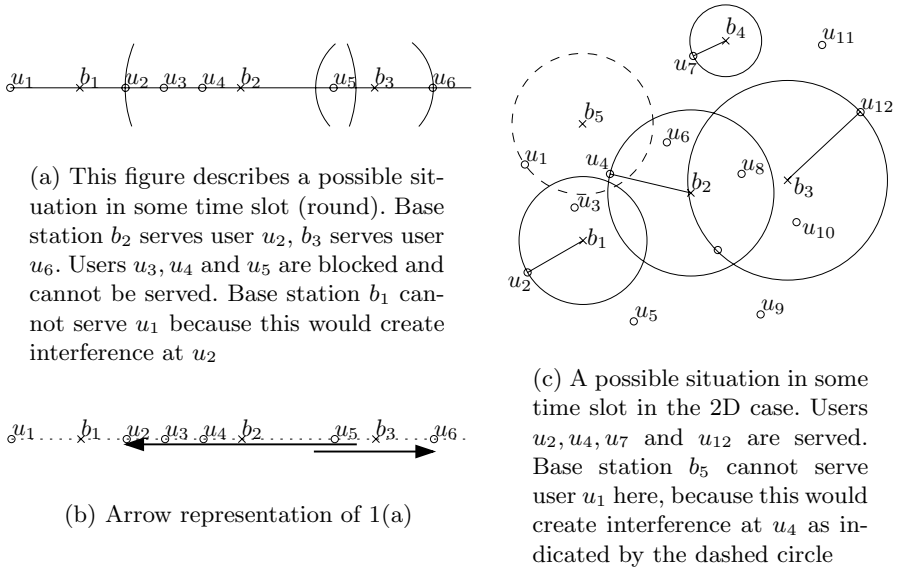 u1 b1 u2 u3 u4 b2 u5 b3 u6
(a) This figure describes a possible sit-
uation in some time slot (round). Base
station b2 serves user u2, b3 serves user
u6. Users u3, u4 and u5 are blocked and
cannot be served. Base station b1 can-
not serve u1 because this would create
interference at u2
u1 b1 u2 u3 u4 b2 u5 b3 u6
(b) Arrow representation of 1(a)
b4
u11
u7
u12
b5
u6
u1
u4
u8
b2
b3
u3
u10
b1
u2
u9
u5
(c) A possible situation in some
time slot in the 2D case. Users
u2, u4, u7 and u12 are served.
Base station b5 cannot serve
user u1 here, because this would
create interference at u4 as in-
dicated by the dashed circle